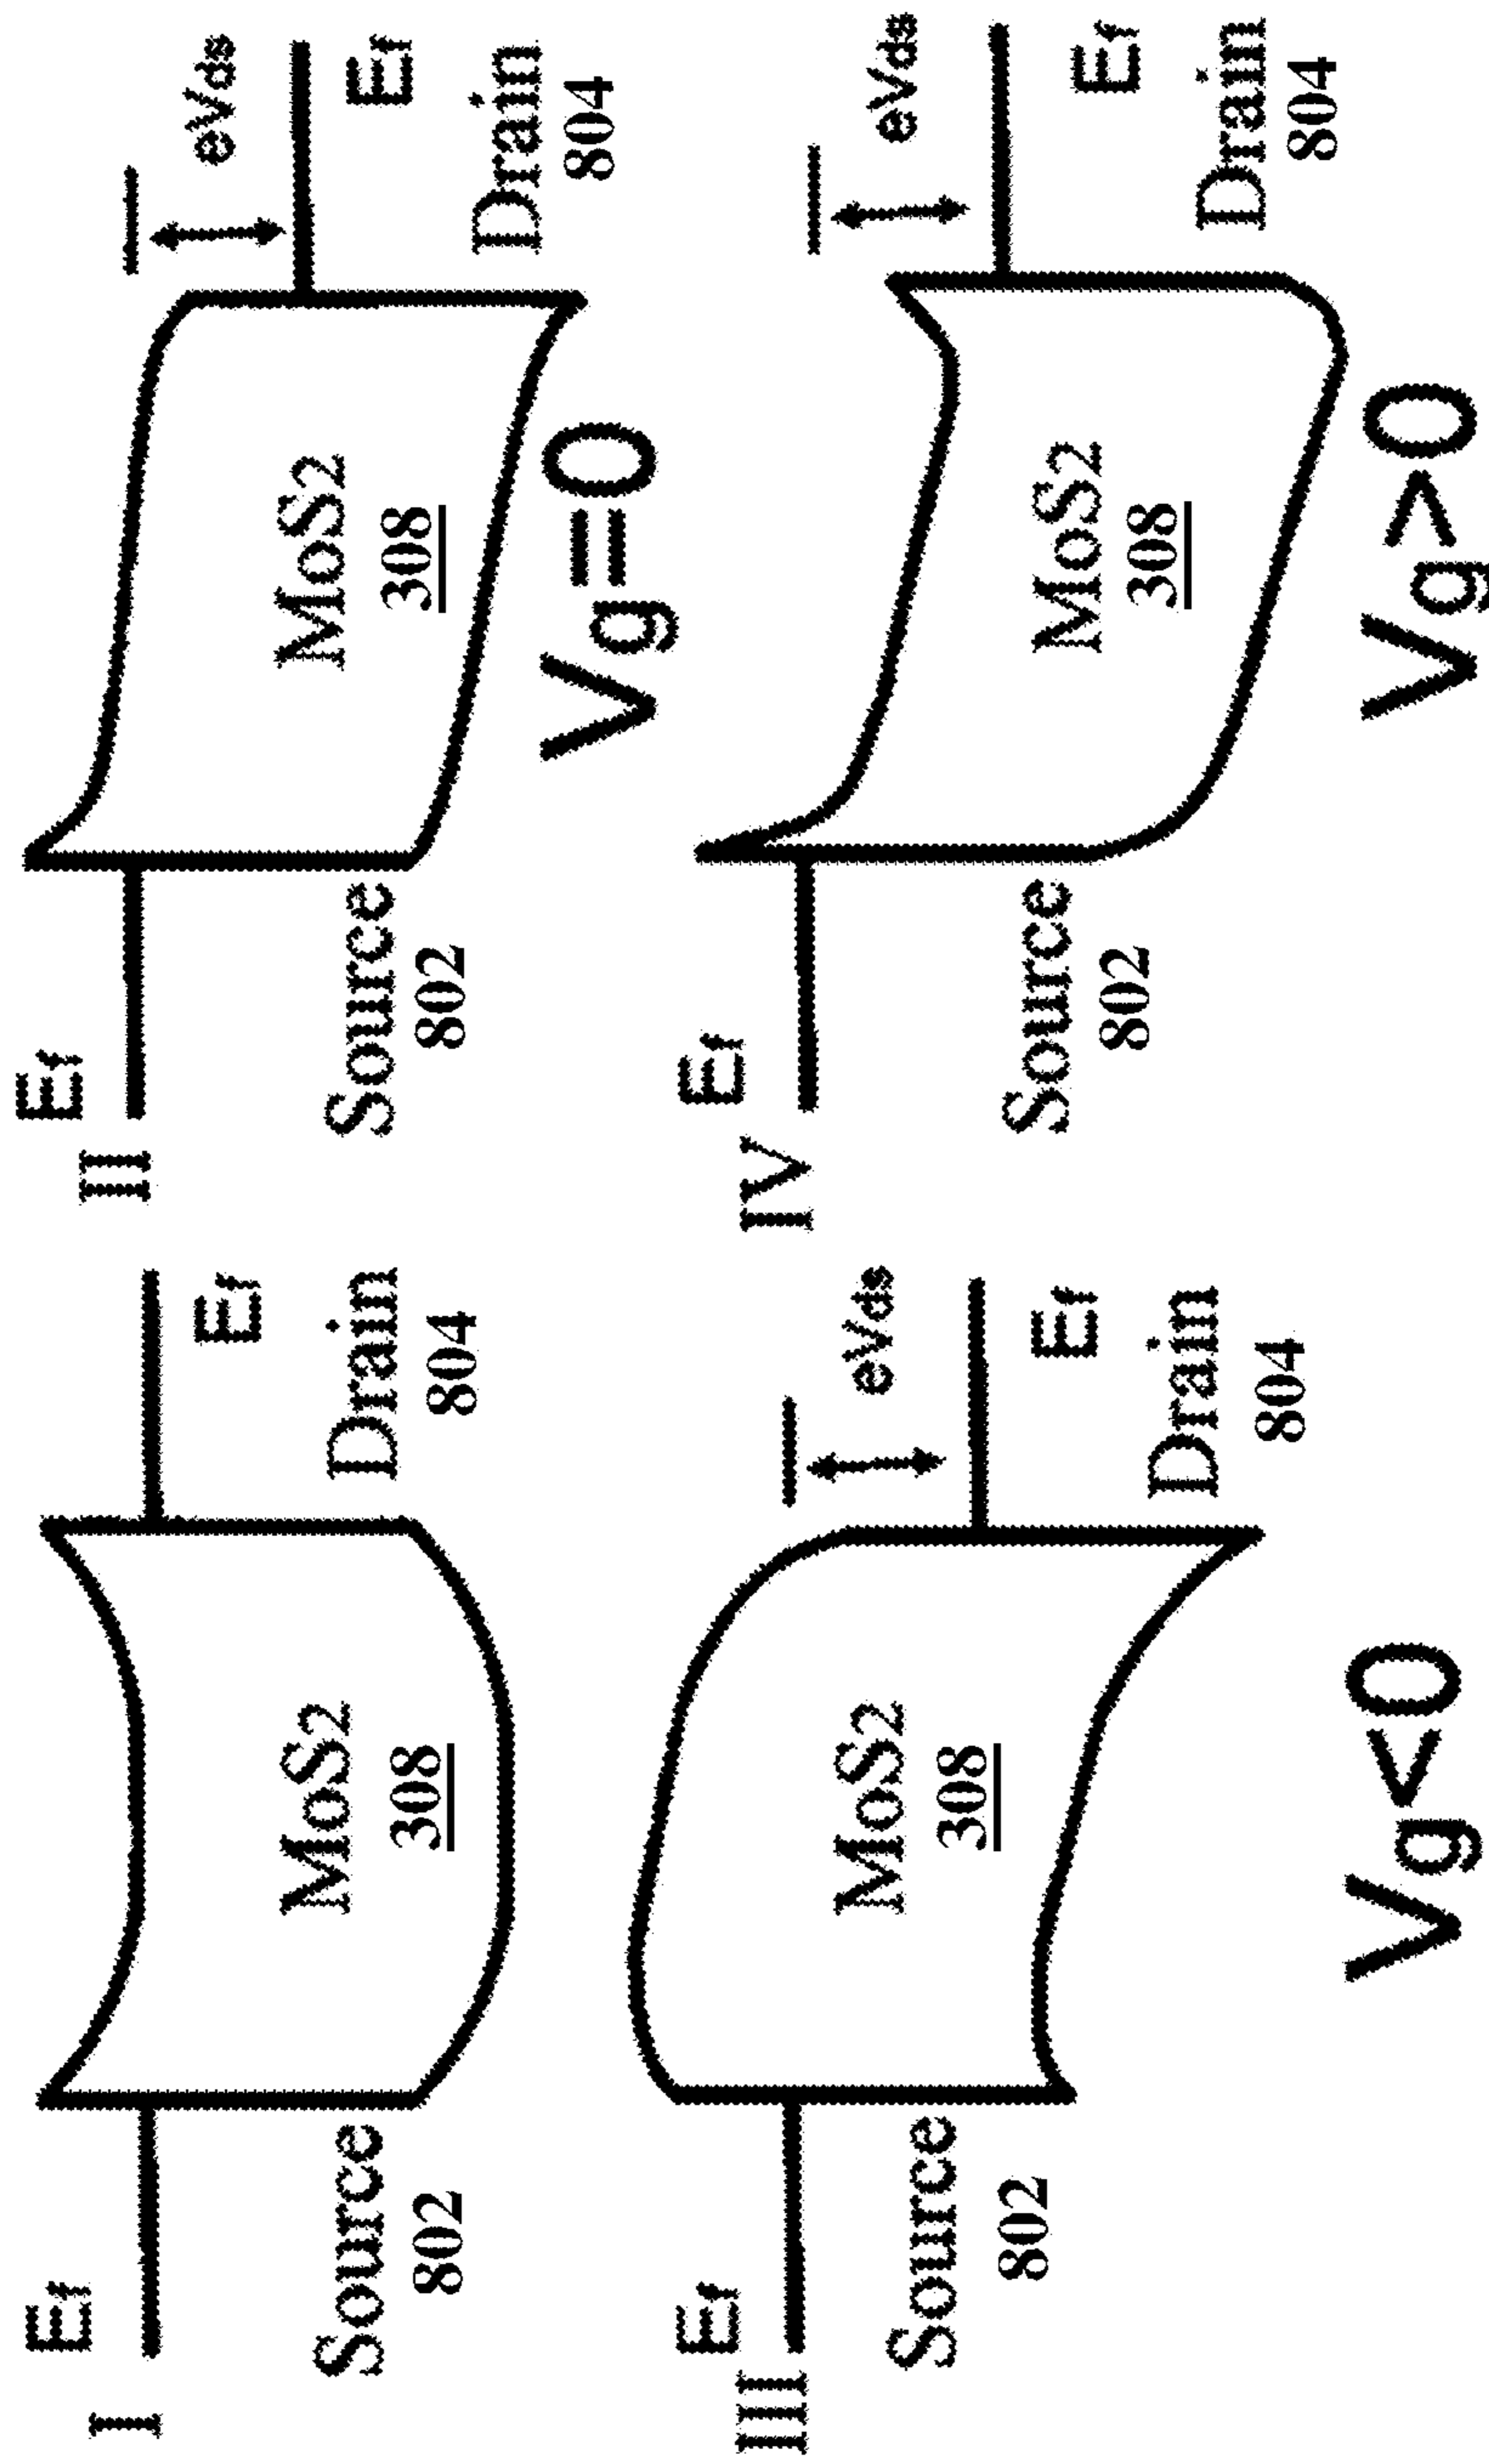 I
Ef
Source
802
MoS2
308
Ef
Drain
804
II
Ef
Source
802
MoS2
308
Vg=0
eVds
Ef
Drain
804
III
Ef
Source
802
MoS2
308
Vg<0
eVds
Ef
Drain
804
IV
Ef
Source
802
MoS2
308
Vg>0
eVds
Ef
Drain
804